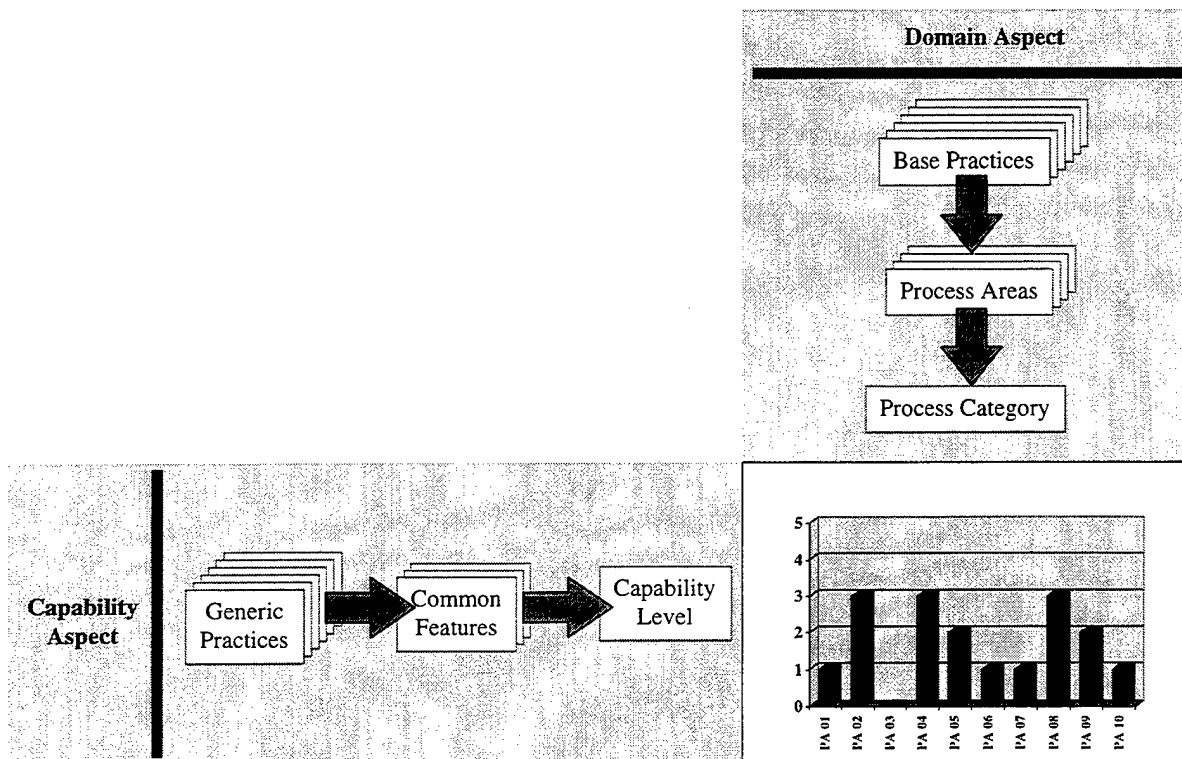 Domain Aspect
Base Practices
Process Areas
Process Category
Capability
Aspect
Generic
Practices
Common
Features
Capability
Level
5
4
3
2
1
0
PA 01
PA 02
PA 03
PA 04
PA 05
PA 06
PA 07
PA 08
PA 09
PA 10